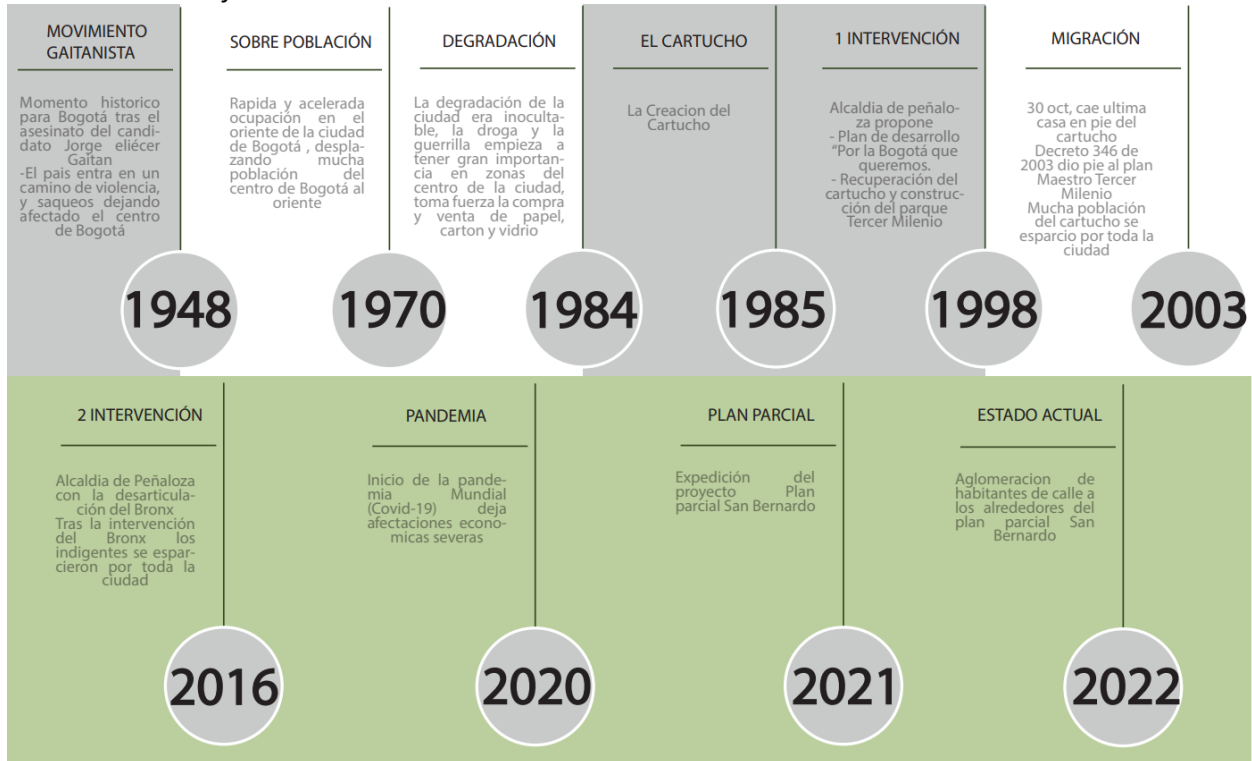 MOVIMIENTO
GAITANISTA
Momento historico
para Bogotá tras el
asesinato del candi-
dato Jorge eliécer
Gaitan
-El pais entra en un
camino de violencia,
y saqueos dejando
afectado el centro
de Bogotá
1948
SOBRE POBLACIÓN
Rapida y acelerada
ocupación en el
oriente de la ciudad
de Bogotá , despla-
zando mucha
población del
centro de Bogotá al
oriente
1970
DEGRADACIÓN
La degradación de la
ciudad era inoculta-
ble, la droga y la
guerrilla empieza a
tener gran importan-
cia en zonas del
centro de la ciudad,
toma fuerza la compra
y venta de papel,
carton y vidrio
1984
EL CARTUCHO
La Creacion del
Cartucho
1985
1 INTERVENCIÓN
Alcaldia de peñalo-
za propone
- Plan de desarrollo
“Por la Bogotá que
queremos.
- Recuperación del
cartucho y construc-
ción del parque
Tercer Milenio
1998
MIGRACIÓN
30 oct, cae ultima
casa en pie del
cartucho
Decreto 346 de
2003 dio pie al plan
Maestro Tercer
Milenio
Mucha población
del cartucho se
esparcio por toda la
ciudad
2003
2 INTERVENCIÓN
Alcaldia de Peñaloza
con la desarticula-
ción del Bronx
Tras la intervención
del Bronx los
indigentes se espar-
cieron por toda la
ciudad
2016
PANDEMIA
Inicio de la pande-
mia Mundial
(Covid-19) deja
afectaciones econo-
micas severas
2020
PLAN PARCIAL
Expedición del
proyecto Plan
parcial San Bernardo
2021
ESTADO ACTUAL
Aglomeracion de
habitantes de calle a
los alrededores del
plan parcial San
Bernardo
2022